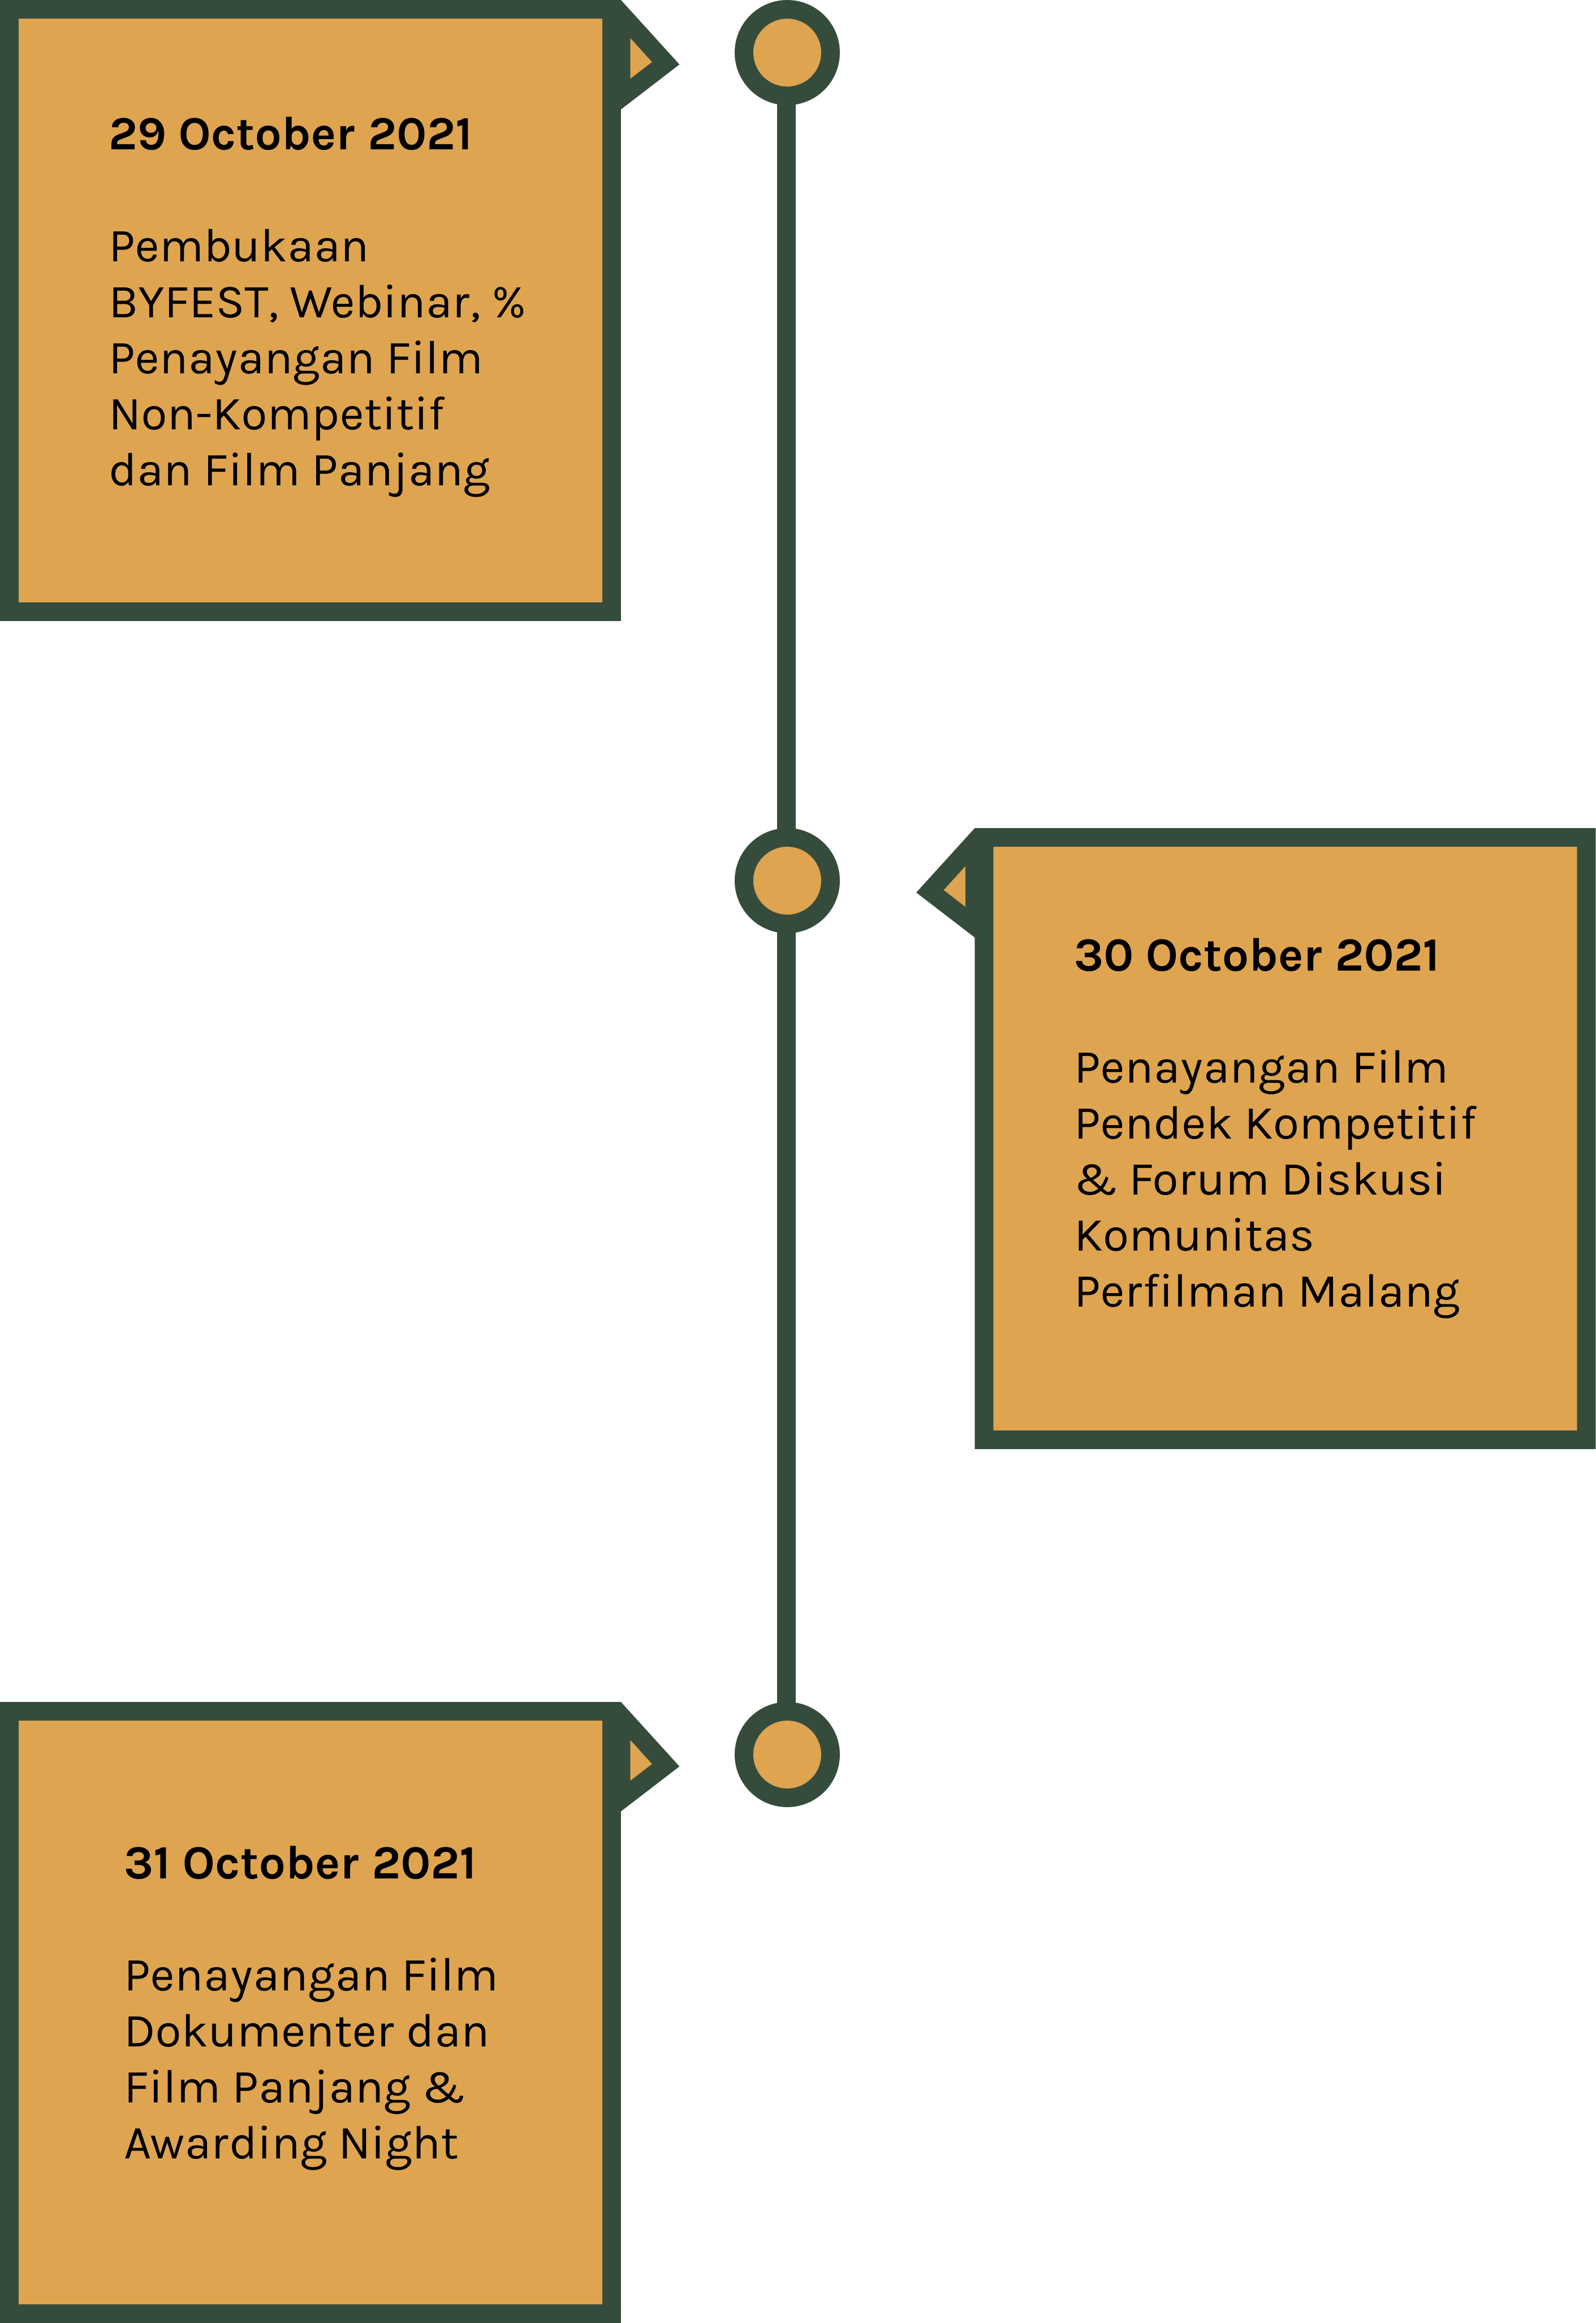 29 October 2021
Pembukaan
BYFEST, Webinar, %
Penayangan Film
Non-Kompetitif
dan Film Panjang
30 October 2021
Penayangan Film
Pendek Kompetitif
& Forum Diskusi
Komunitas
Perfilman Malang
31 October 2021
Penayangan Film
Dokumenter dan
Film Panjang &
Awarding Night